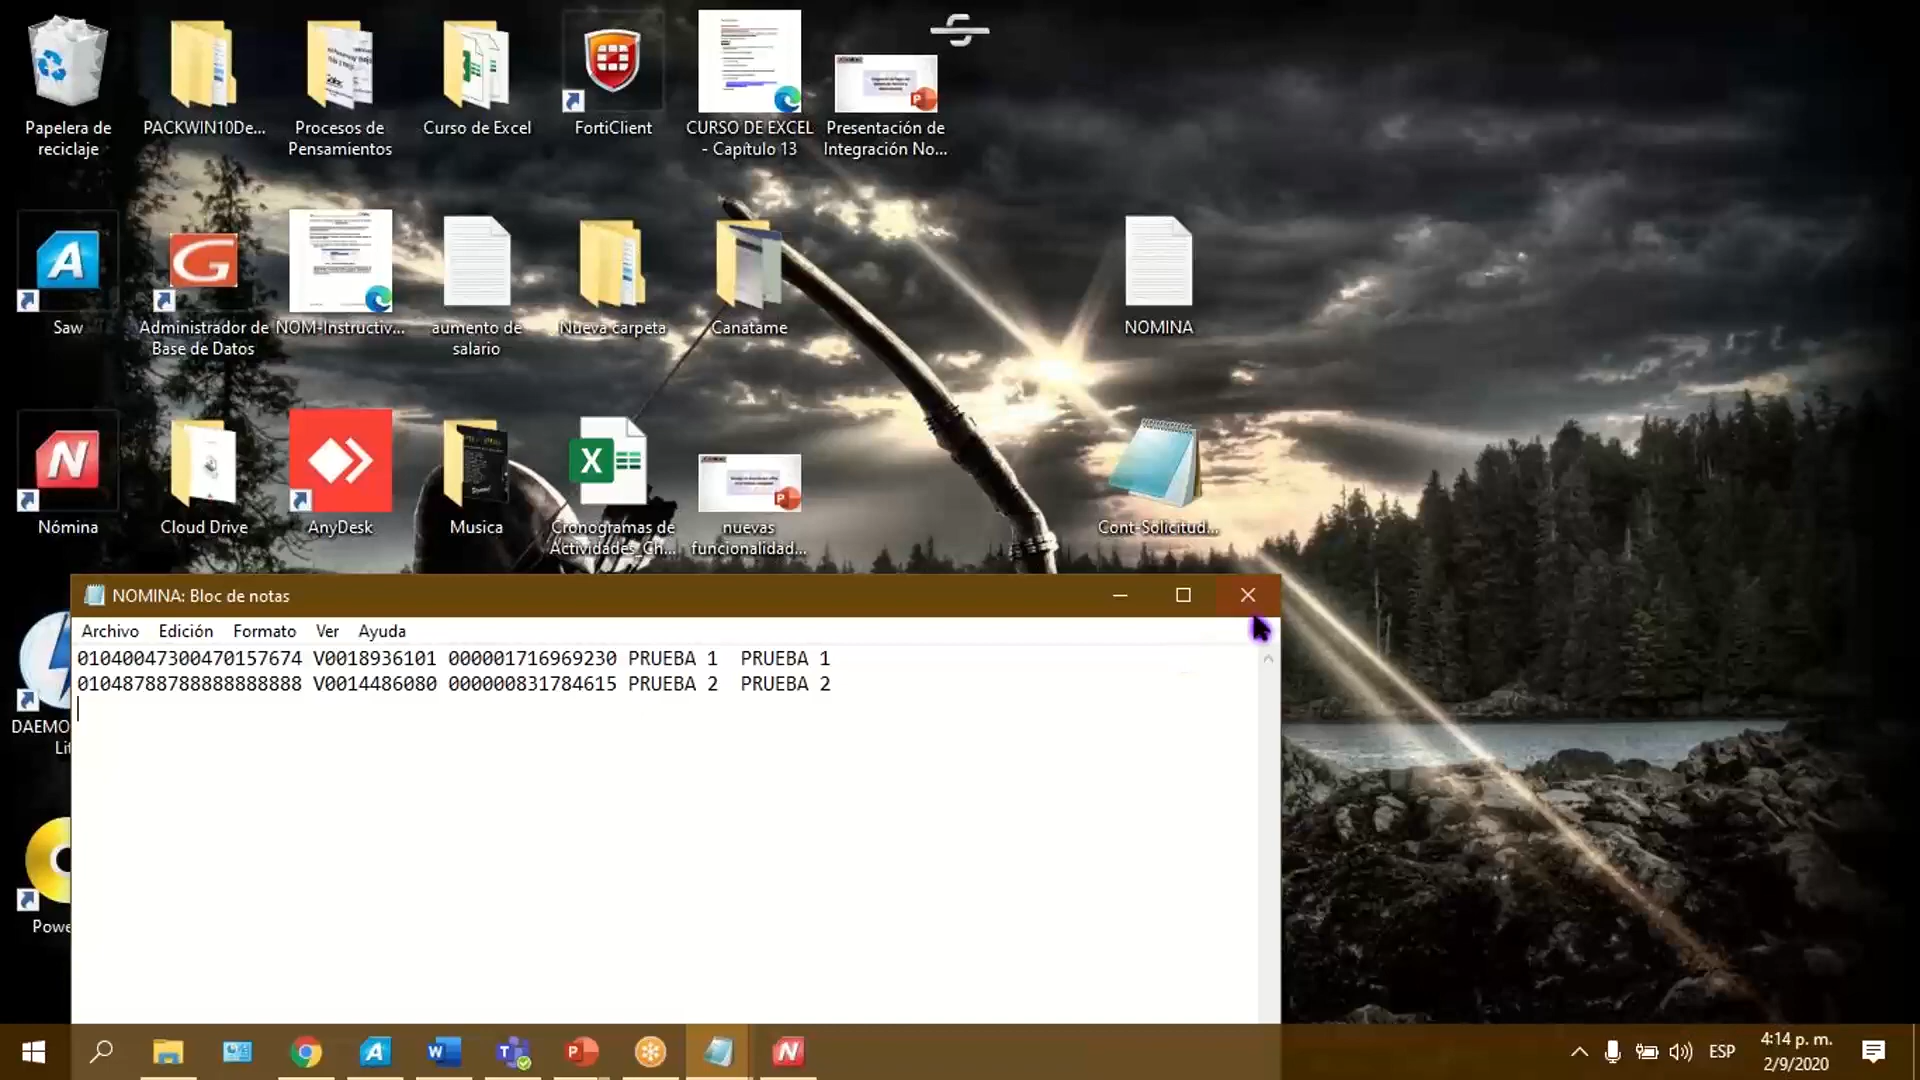 Papelera de
reciclaje
PACKWIN10De...
Procesos de
Pensamientos
Curso de Excel
FortiClient
CURSO DE EXCEL
- Capítulo 13
Presentación de
Integración No...
Saw
Administrador de
Base de Datos
NOM-Instructiv...
aumento de
salario
Nueva carpeta
Canatame
NOMINA
Nómina
Cloud Drive
AnyDesk
Musica
Cronogramas de
Actividades_Ch...
nuevas
funcionalidad...
Cont-Solicitud...
DAEMO
Lit
Powe
NOMINA: Bloc de notas
Archivo Edición Formato Ver Ayuda
01040047300470157674 V0018936101 000001716969230 PRUEBA 1 PRUEBA 1
01048788788888888888 V0014486080 000000831784615 PRUEBA 2 PRUEBA 2
ESP
4:14 p. m.
2/9/2020